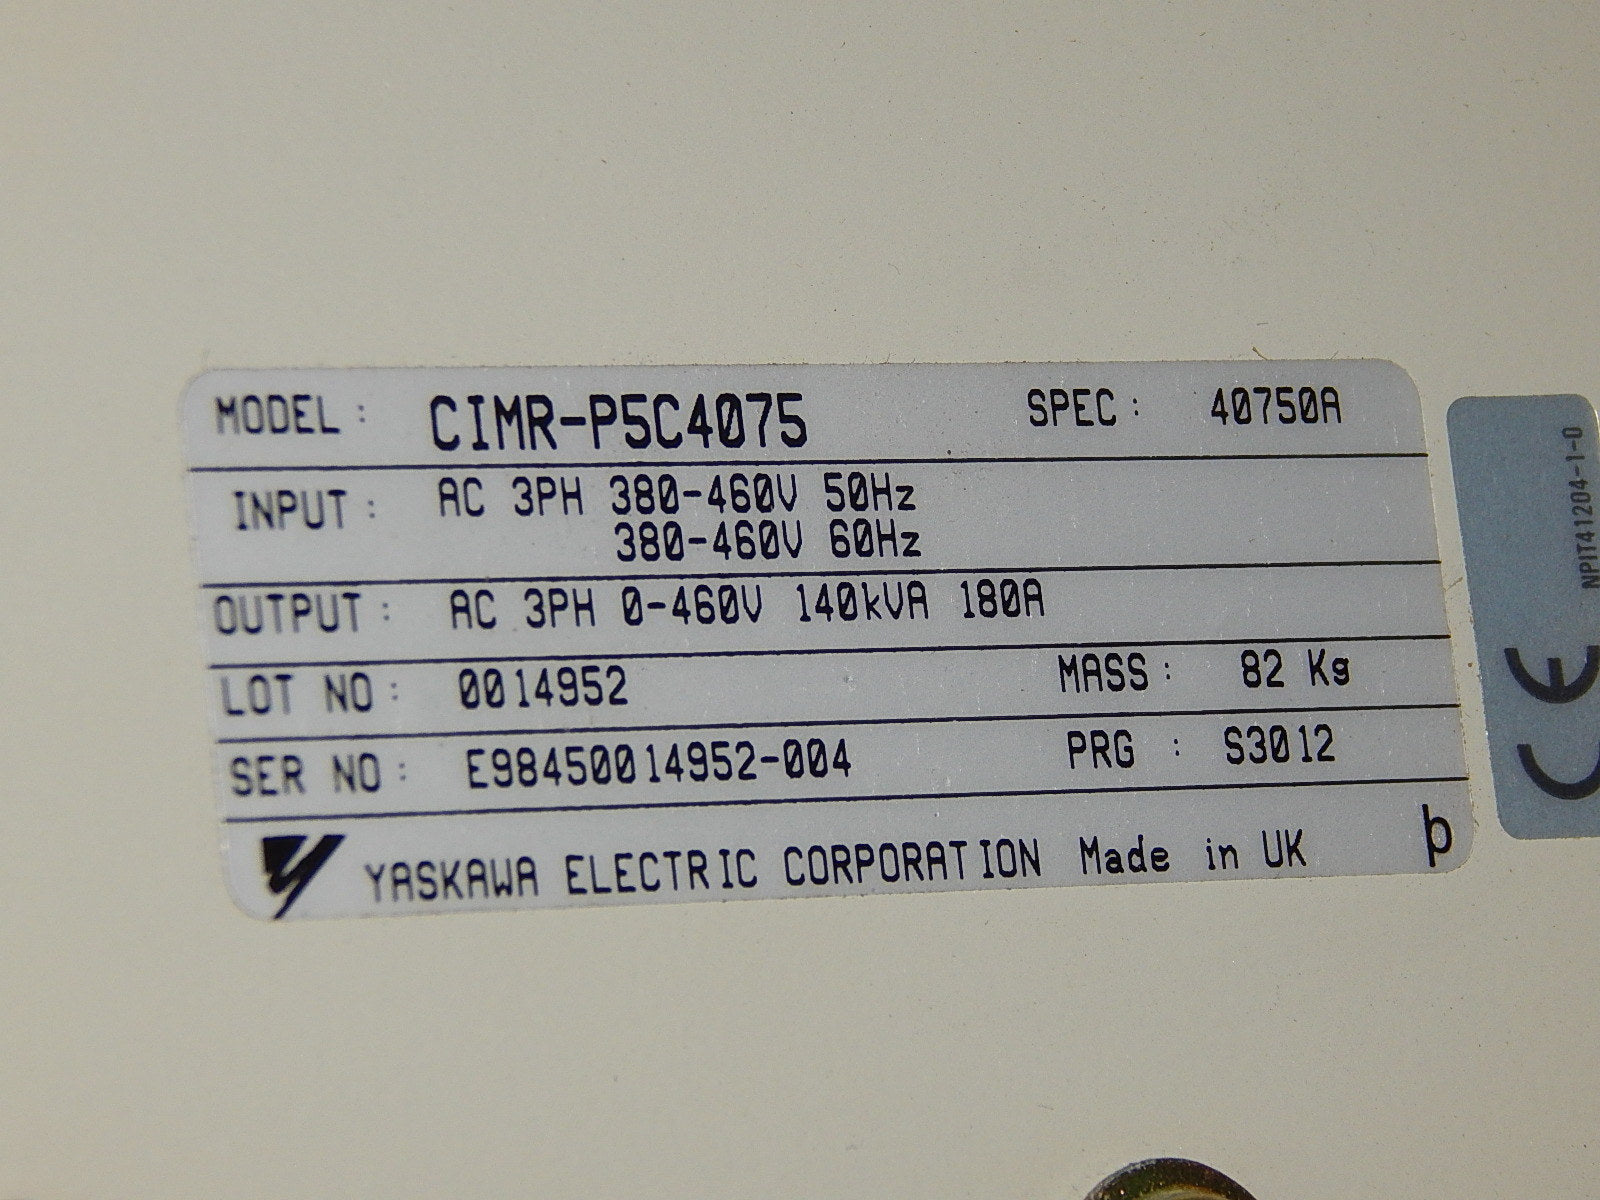 MODEL: CIMR-P5C4075 SPEC: 40750A
INPUT: AC 3PH 380-460V 50Hz
380-460V 60Hz
OUTPUT: AC 3PH 0-460V 140kVA 180A
LOT NO: 0014952 MASS: 82 Kg
SER NO: E98450014952-004 PRG : S3012
YASKAWA ELECTRIC CORPORATION Made in UK b
NPIT41204-1-0
CE